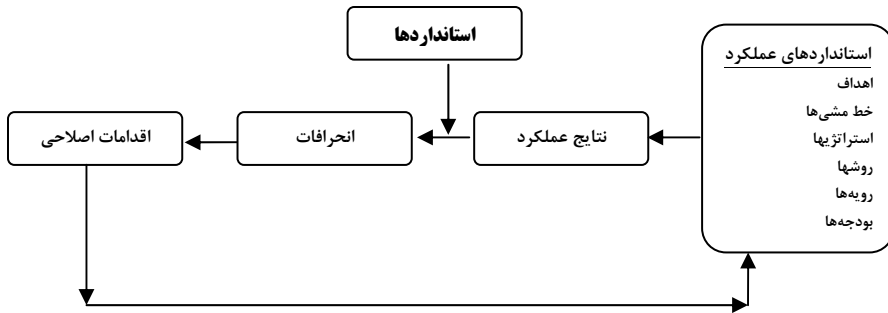 استانداردها
استانداردهای عملکرد
اهداف
خط مشی‌ها
استراتژیها
روشها
رویه‌ها
بودجه‌ها
نتایج عملکرد
انحرافات
اقدامات اصلاحی